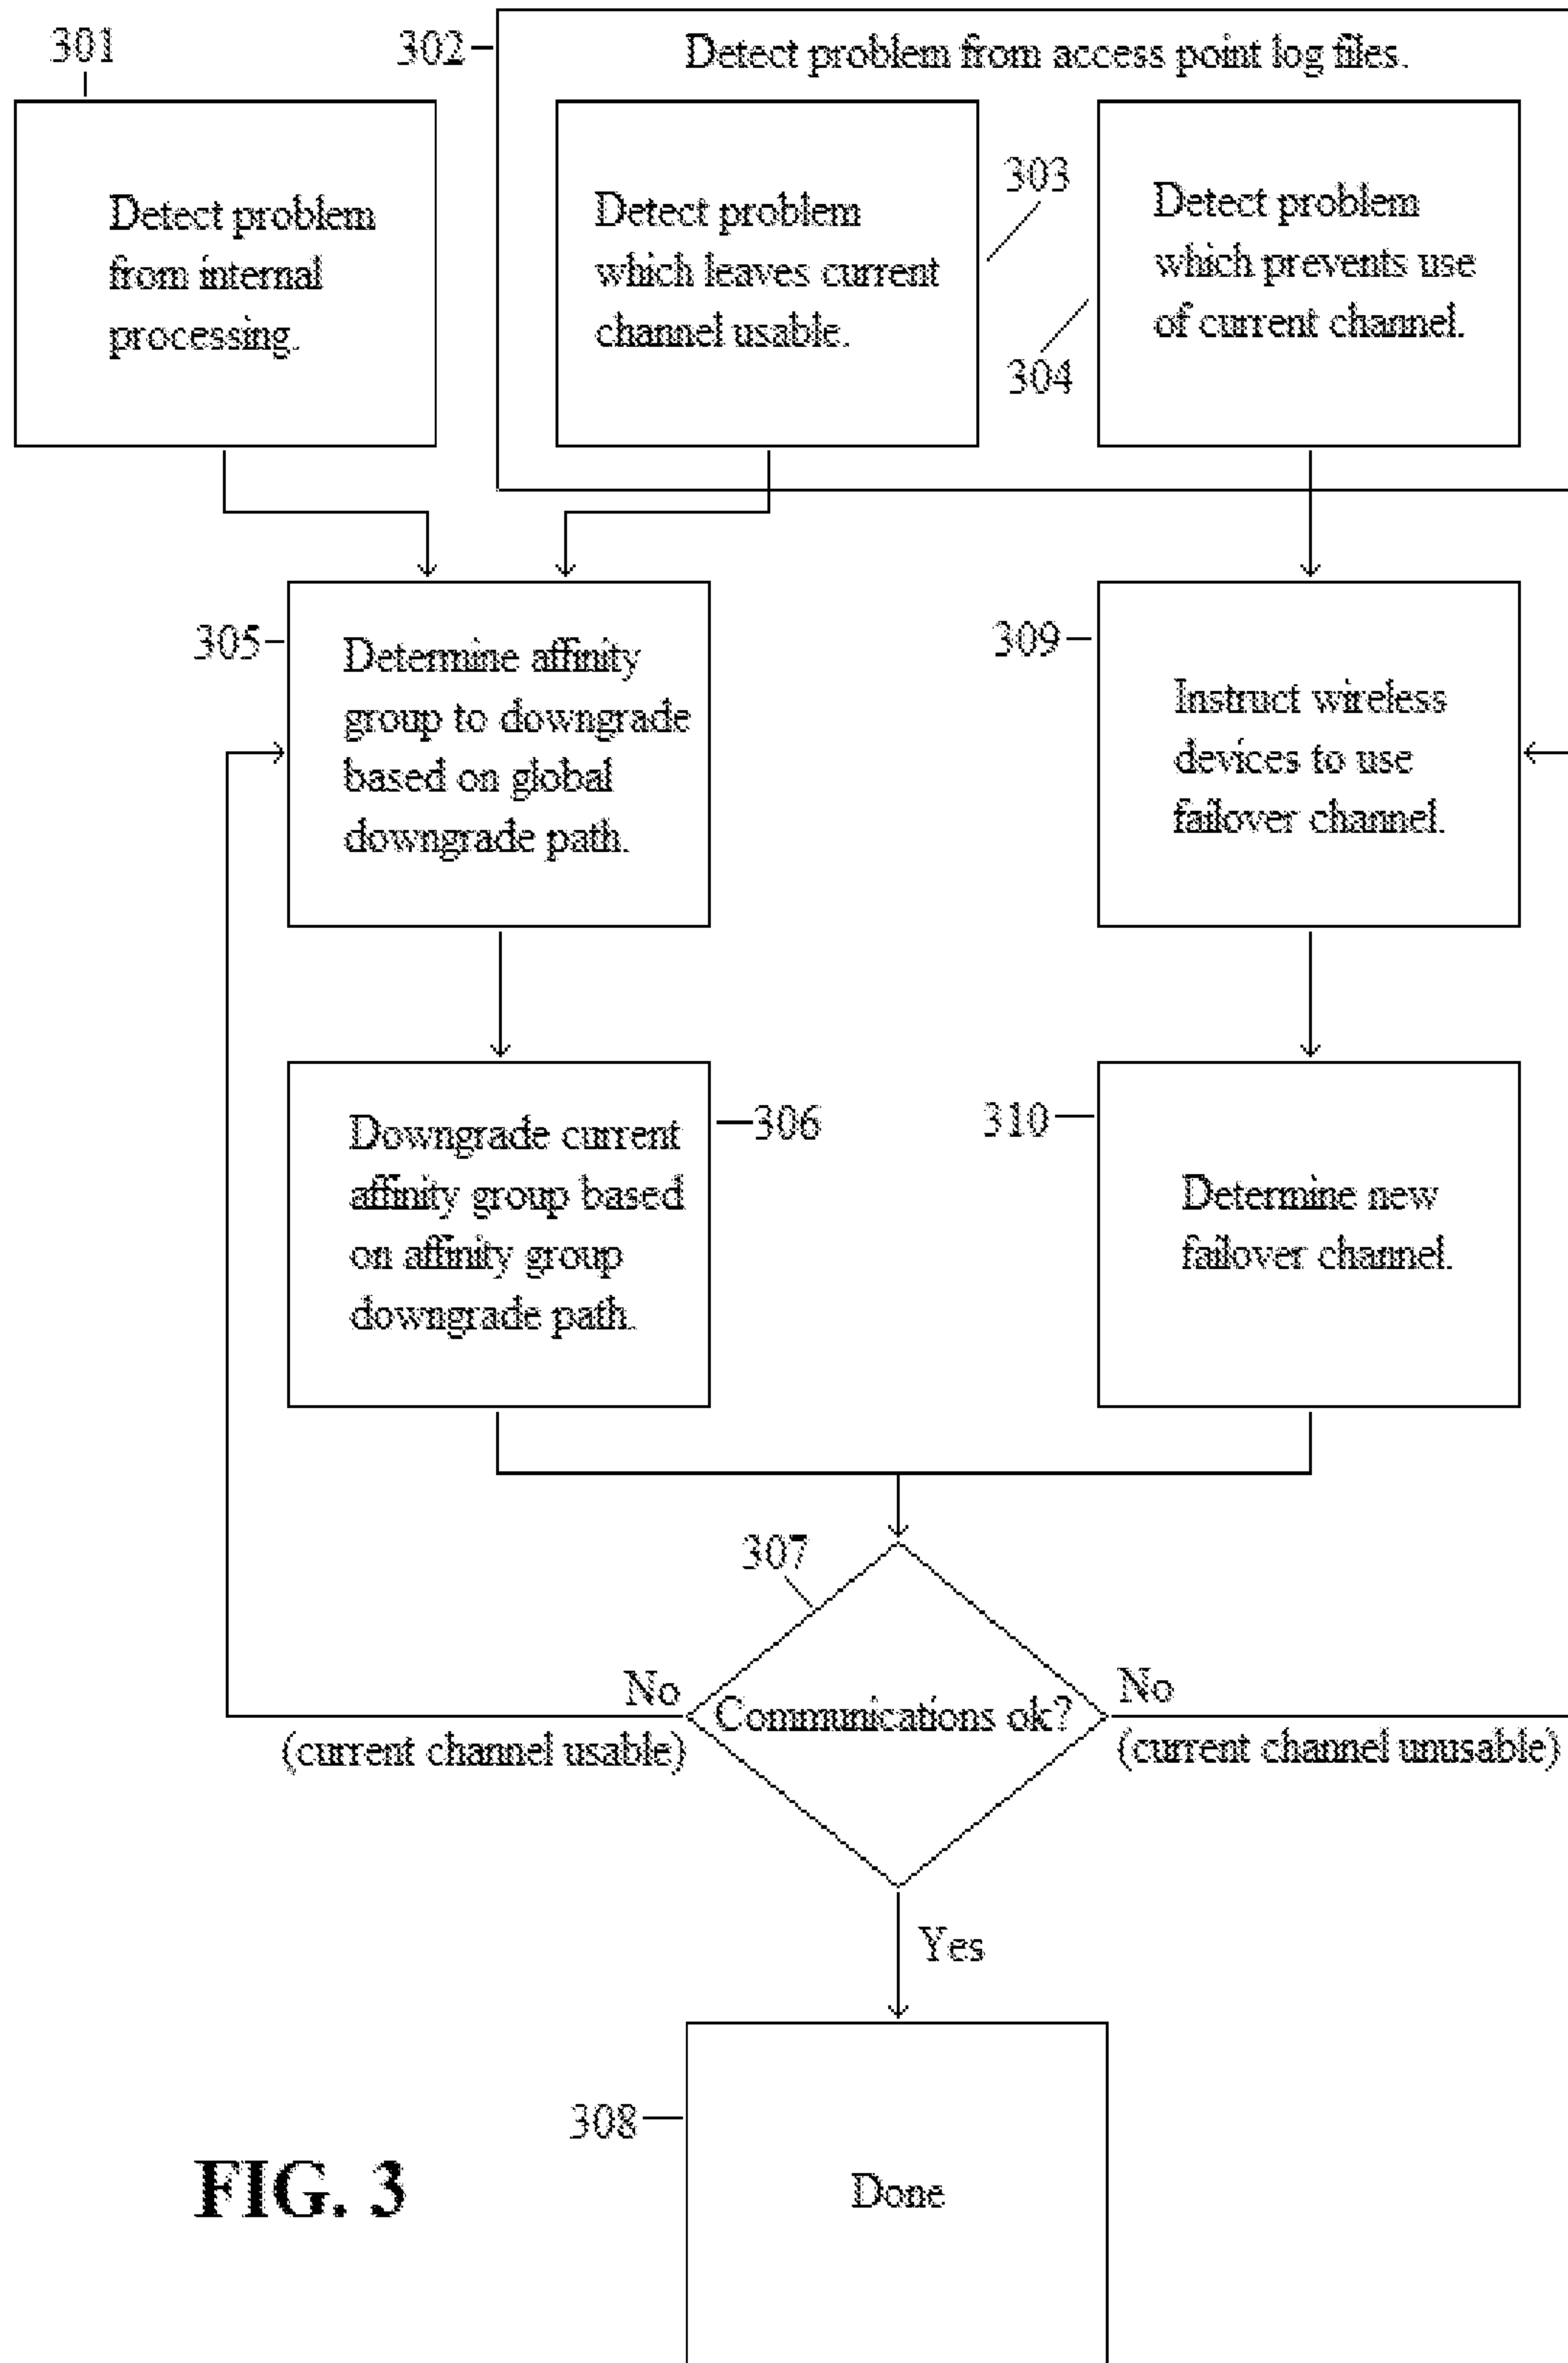 301
302
Detect problem from access point log files.
Detect problem
from internal
processing.
Detect problem
which leaves current
channel usable.
303
304
Detect problem
which prevents use
of current channel.
305
Determine affinity
group to downgrade
based on global
downgrade path.
309
Instruct wireless
devices to use
failover channel.
Downgrade current
affinity group based
on affinity group
downgrade path.
306
310
Determine new
failover channel.
307
Communications ok?
No
(current channel usable)
No
(current channel unusable)
Yes
308
Done
FIG. 3